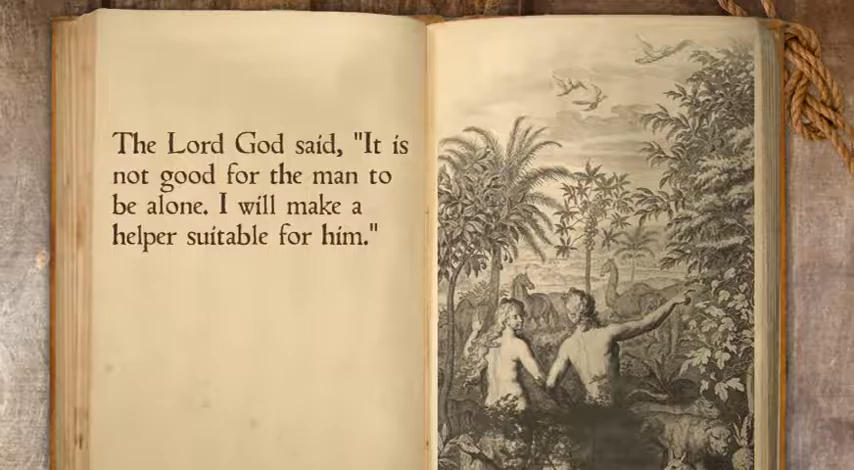 The Lord God said, "It is
not good for the man to
be alone. I will make a
helper suitable for him."